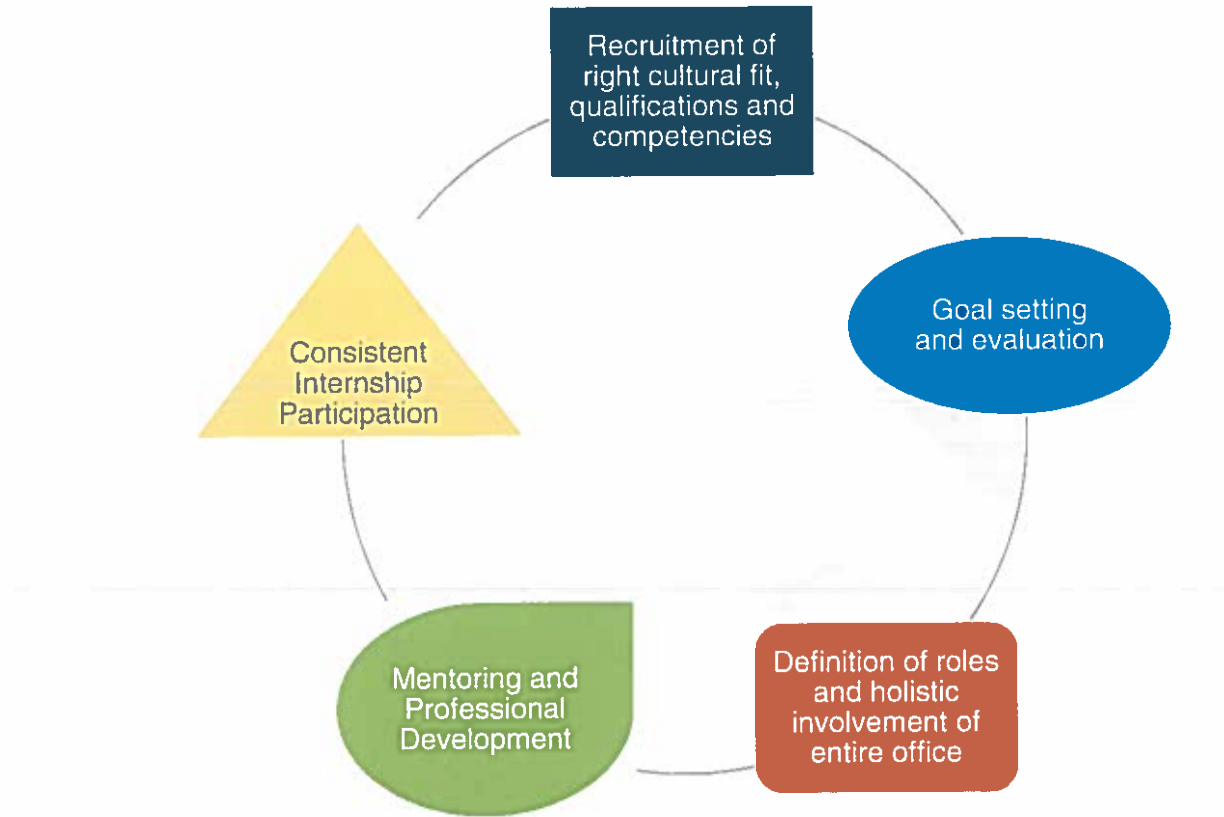 Recruitment of
right cultural fit,
qualifications and
competencies
Goal setting
and evaluation
Definition of roles
and holistic
involvement of
entire office
Mentoring and
Professional
Development
Consistent
Internship
Participation